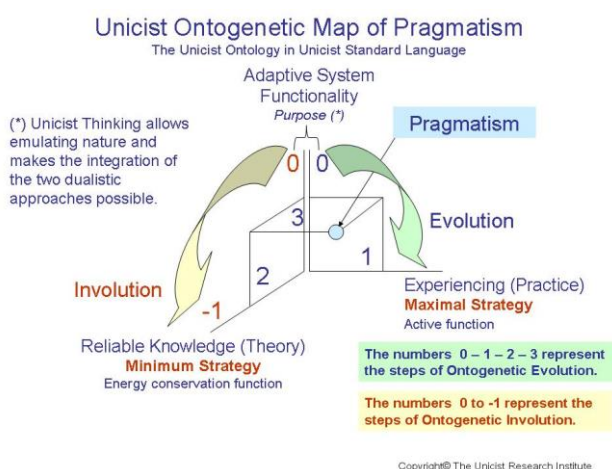 Unicist Ontogenetic Map of Pragmatism
The Unicist Ontology in Unicist Standard Language
Adaptive System
Functionality
Purpose (*)
(*) Unicist Thinking allows
emulating nature and
makes the integration of
the two dualistic
approaches possible.
Pragmatism
0
0
3
Evolution
1
2
Involution
-1
Experiencing (Practice)
Maximal Strategy
Active function
Reliable Knowledge (Theory)
Minimum Strategy
Energy conservation function
The numbers 0 – 1 – 2 – 3 represent
the steps of Ontogenetic Evolution.
The numbers 0 to -1 represent the
steps of Ontogenetic Involution.
Copyright© The Unicist Research Institute